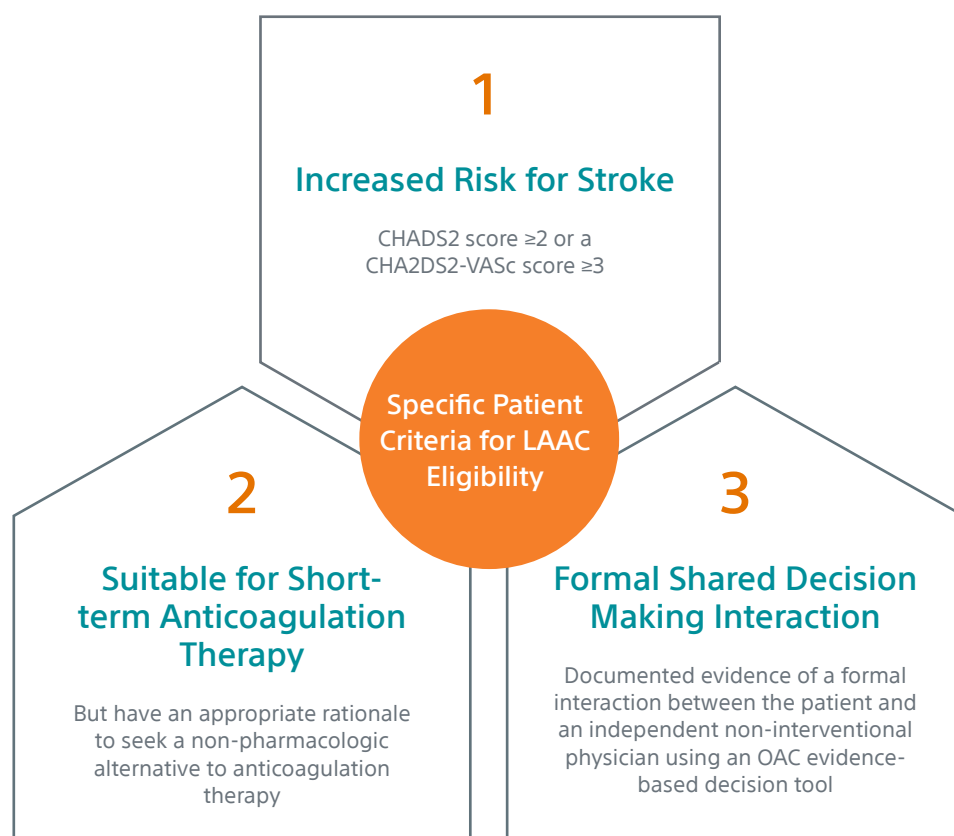 1
Increased Risk for Stroke
CHADS2 score ≥2 or a
CHA2DS2-VASc score ≥3
Specific Patient
Criteria for LAAC
Eligibility
2
Suitable for Short-
term Anticoagulation
Therapy
But have an appropriate rationale
to seek a non-pharmacologic
alternative to anticoagulation
therapy
3
Formal Shared Decision
Making Interaction
Documented evidence of a formal
interaction between the patient and
an independent non-interventional
physician using an OAC evidence-
based decision tool